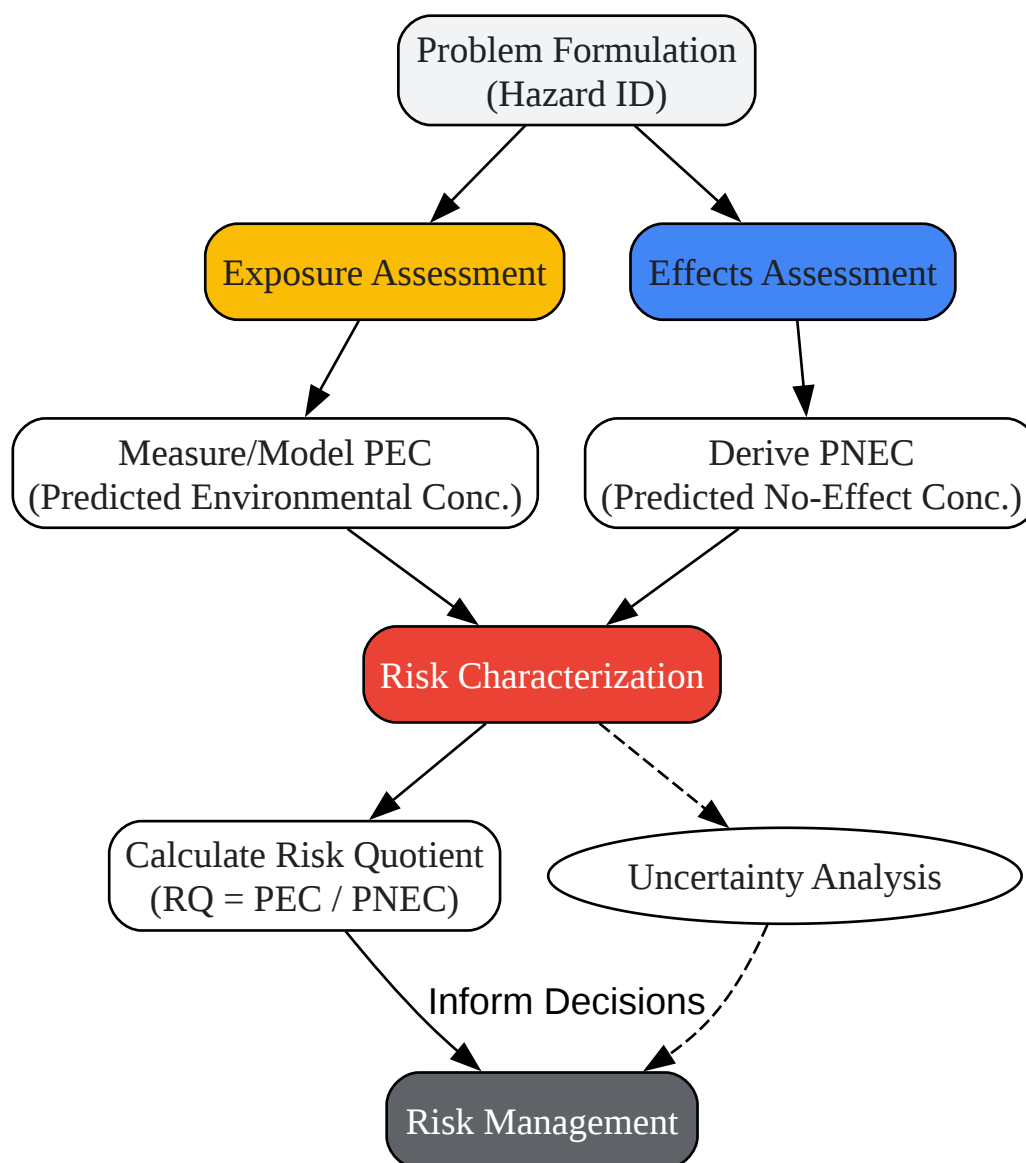 Problem Formulation
(Hazard ID)
Exposure Assessment
Effects Assessment
Measure/Model PEC
(Predicted Environmental Conc.)
Derive PNEC
(Predicted No-Effect Conc.)
Risk Characterization
Calculate Risk Quotient
(RQ = PEC / PNEC)
Uncertainty Analysis
Inform Decisions
Risk Management